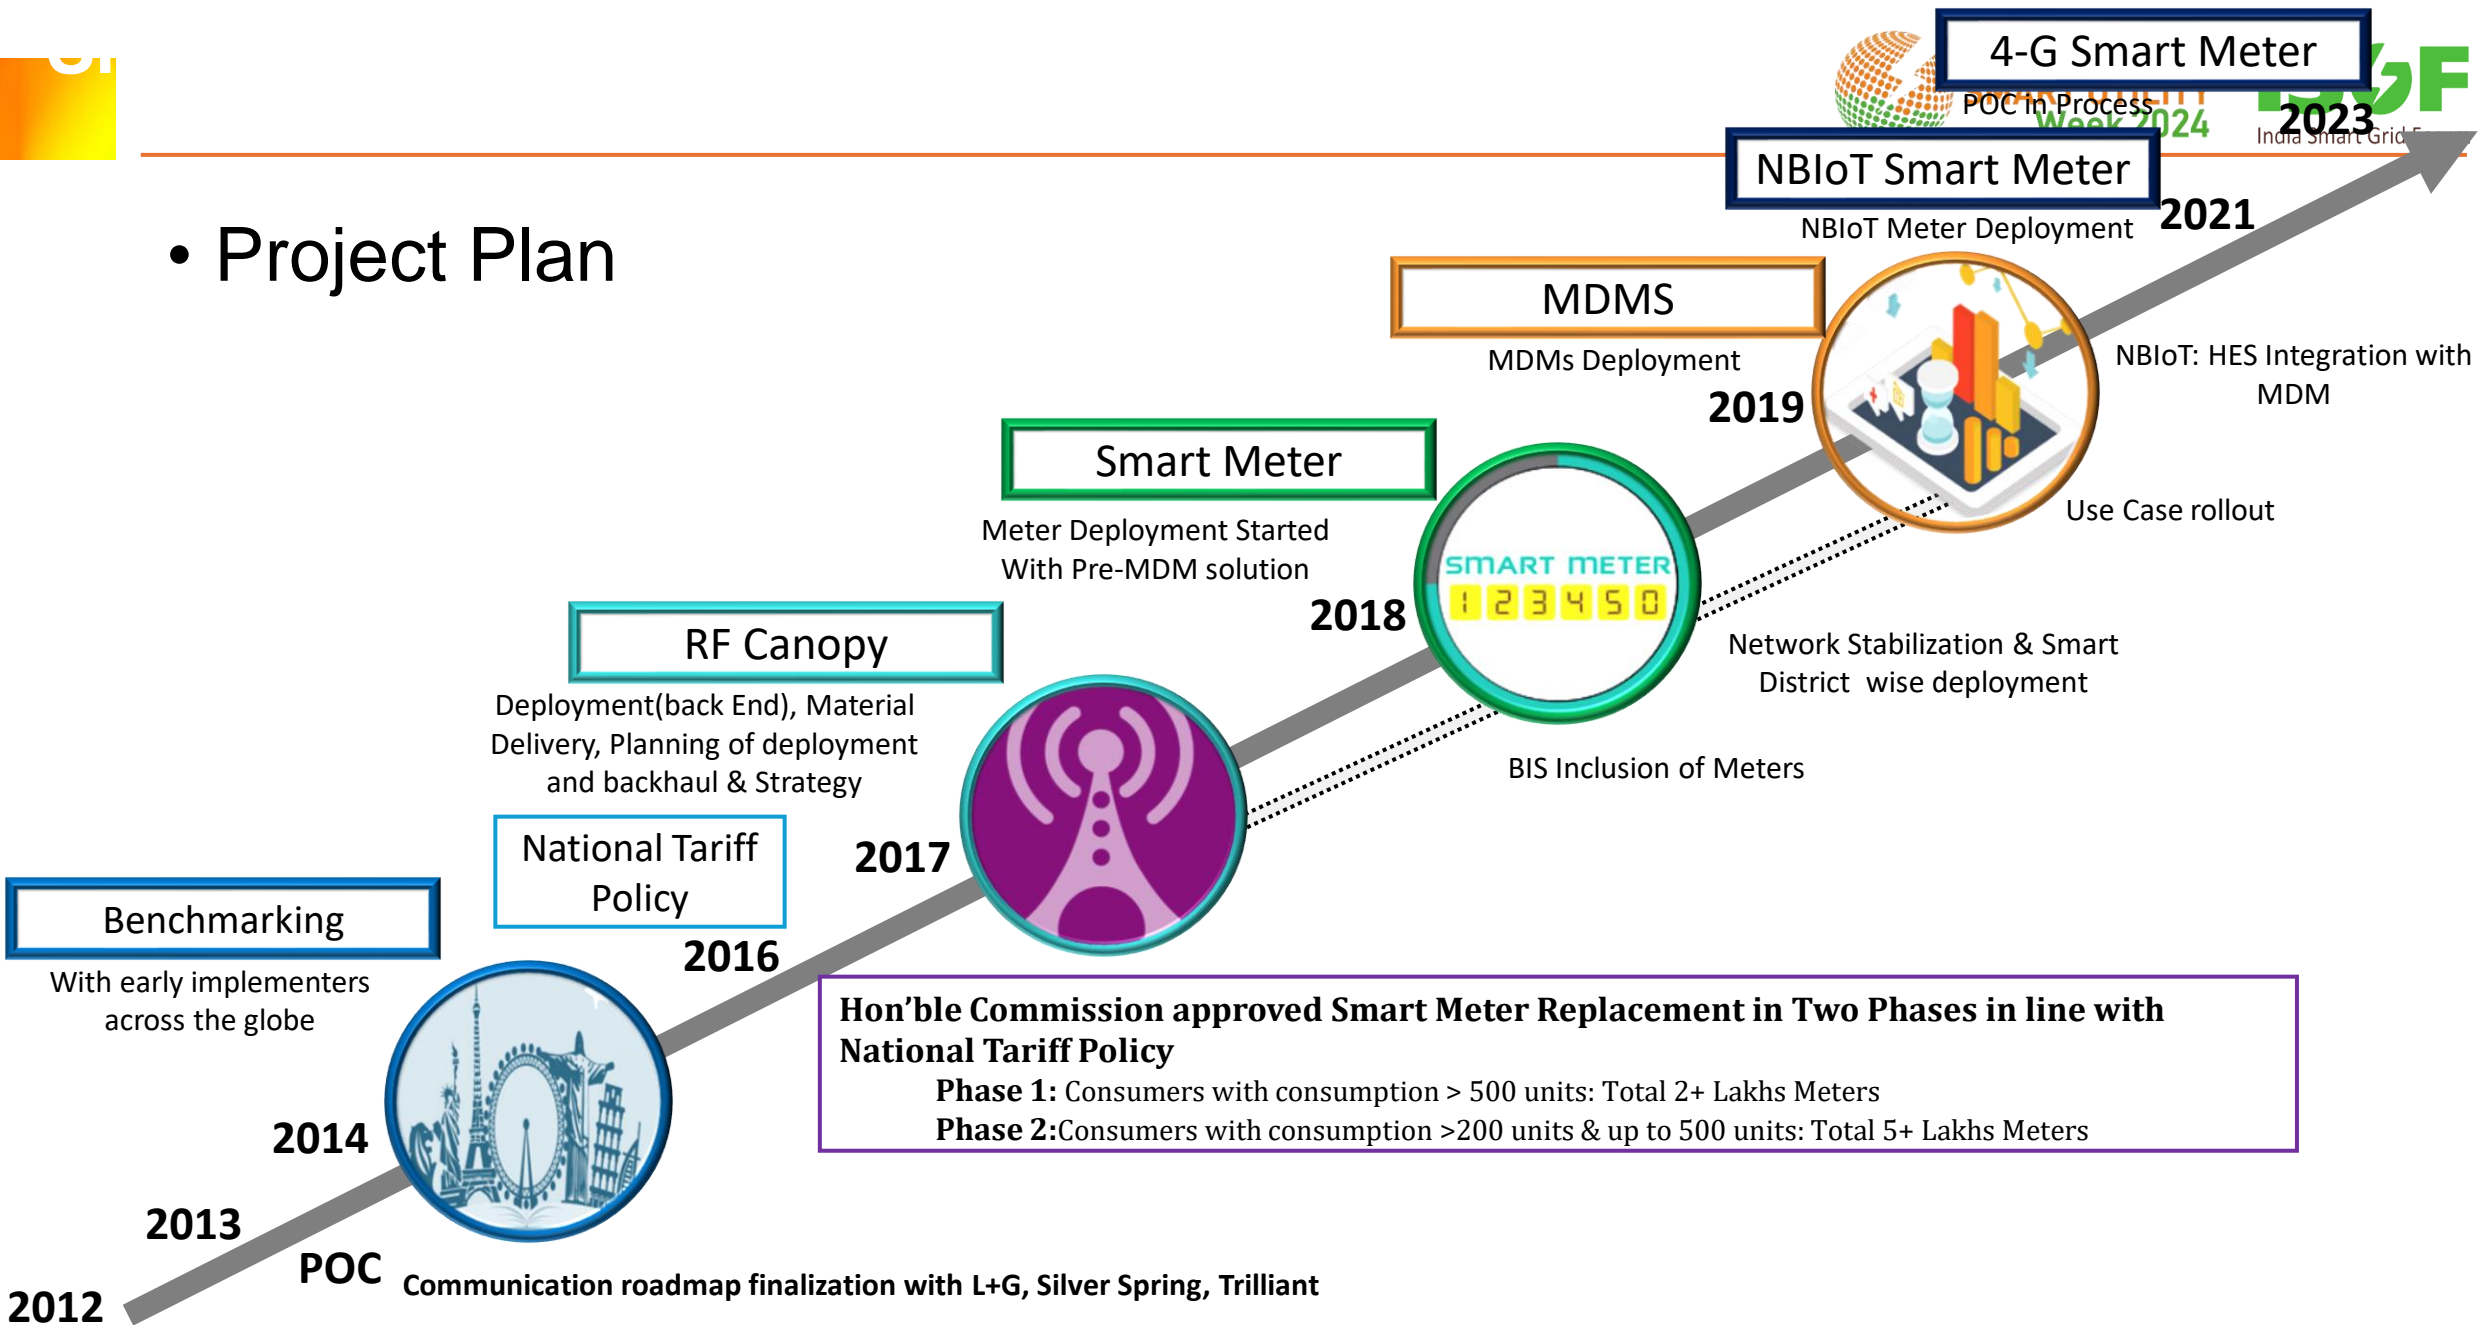 4-G Smart Meter
POC in Process
Week 2024
2023
India Smart Grid
NBIoT Smart Meter
NBIoT Meter Deployment
2021
• Project Plan
MDMS
MDMs Deployment
2019
NBIoT: HES Integration with
MDM
Use Case rollout
Smart Meter
Meter Deployment Started
With Pre-MDM solution
2018
SMART METER
123450
Network Stabilization & Smart
District wise deployment
BIS Inclusion of Meters
RF Canopy
Deployment(back End), Material
Delivery, Planning of deployment
and backhaul & Strategy
2017
National Tariff
Policy
2016
Benchmarking
With early implementers
across the globe
2014
2013
2012
POC
Communication roadmap finalization with L+G, Silver Spring, Trilliant
Hon’ble Commission approved Smart Meter Replacement in Two Phases in line with
National Tariff Policy
Phase 1: Consumers with consumption > 500 units: Total 2+ Lakhs Meters
Phase 2:Consumers with consumption >200 units & up to 500 units: Total 5+ Lakhs Meters